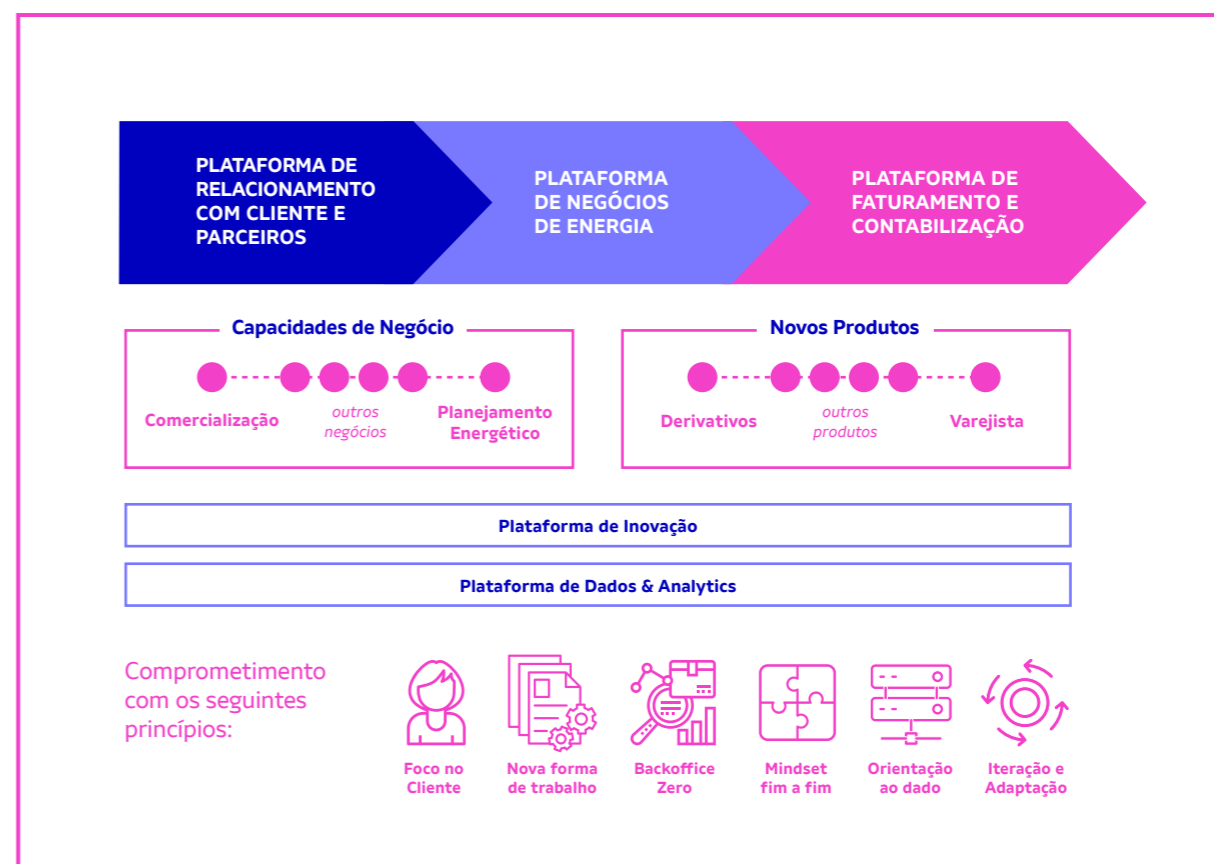 PLATAFORMA DE
RELACIONAMENTO
COM CLIENTE E
PARCEIROS
PLATAFORMA
DE NEGÓCIOS
DE ENERGIA
PLATAFORMA DE
FATURAMENTO E
CONTABILIZAÇÃO
Capacidades de Negócio
Comercialização
outros
negócios
Planejamento
Energético
Novos Produtos
Derivativos
outros
produtos
Varejista
Plataforma de Inovação
Plataforma de Dados & Analytics
Comprometimento
com os seguintes
princípios:
Foco no
Cliente
Nova forma
de trabalho
Backoffice
Zero
Mindset
fim a fim
Orientação
ao dado
Iteração e
Adaptação